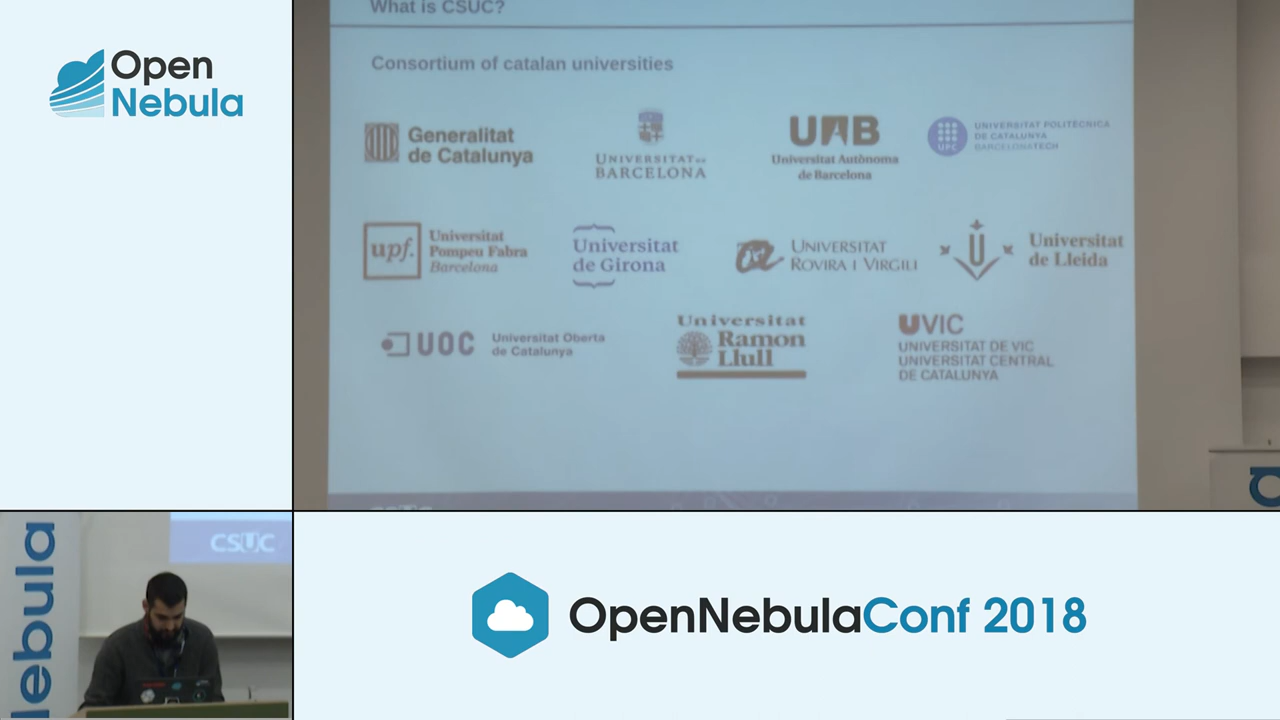 Open
Nebula
What is CSUC?
Consortium of catalan universities
Generalitat
de Catalunya
UNIVERSITAT DE
BARCELONA
UAB
Universitat Autònoma
de Barcelona
UPC
UNIVERSITAT POLITÈCNICA
DE CATALUNYA
BARCELONATECH
upf.
Universitat
Pompeu Fabra
Barcelona
Universitat
de Girona
UNIVERSITAT
ROVIRA I VIRGILI
U
Universitat
de Lleida
UOC
Universitat Oberta
de Catalunya
Universitat
Ramon
Llull
UVIC
UNIVERSITAT DE VIC
UNIVERSITAT CENTRAL
DE CATALUNYA
lebula
CSUC
OpenNebulaConf 2018